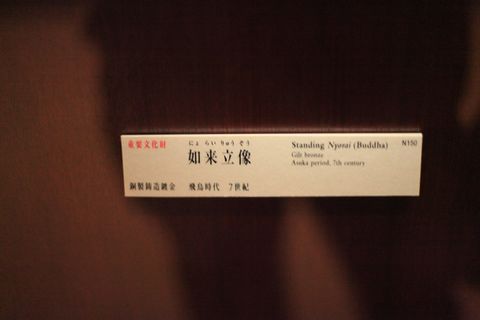 重要文化財
にょ らい りゅう ぞう
如来立像
銅製鋳造鍍金 飛鳥時代 7世紀
Standing Nyorai (Buddha) N150
Gilt bronze
Asuka period, 7th century